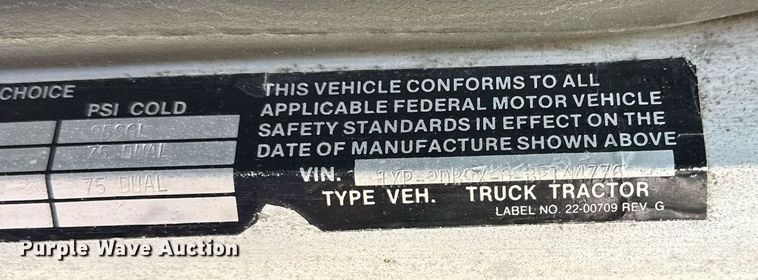 CHOICE
PSI COLD
95SGL
75 DUAL
75 DUAL
THIS VEHICLE CONFORMS TO ALL
APPLICABLE FEDERAL MOTOR VEHICLE
SAFETY STANDARDS IN EFFECT ON THE
DATE OF MANUFACTURE SHOWN ABOVE
VIN.
TYPE VEH. TRUCK TRACTOR
LABEL NO. 22-00709 REV. G
Purple Wave Auction